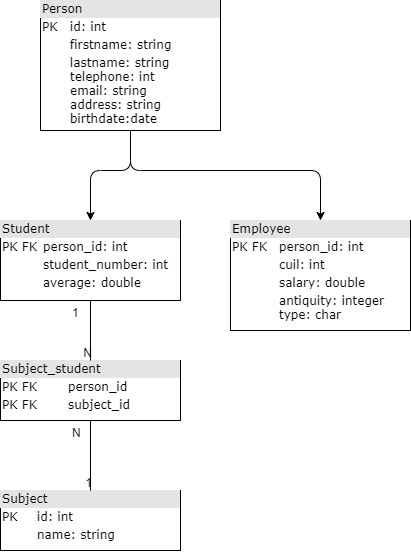 Person
PK id: int
firstname: string
lastname: string
telephone: int
email: string
address: string
birthdate:date
Student
PK FK person_id: int
student_number: int
average: double
Employee
PK FK person_id: int
cuil: int
salary: double
antiquity: integer
type: char
1
N
Subject_student
PK FK person_id
PK FK subject_id
N
1
Subject
PK id: int
name: string